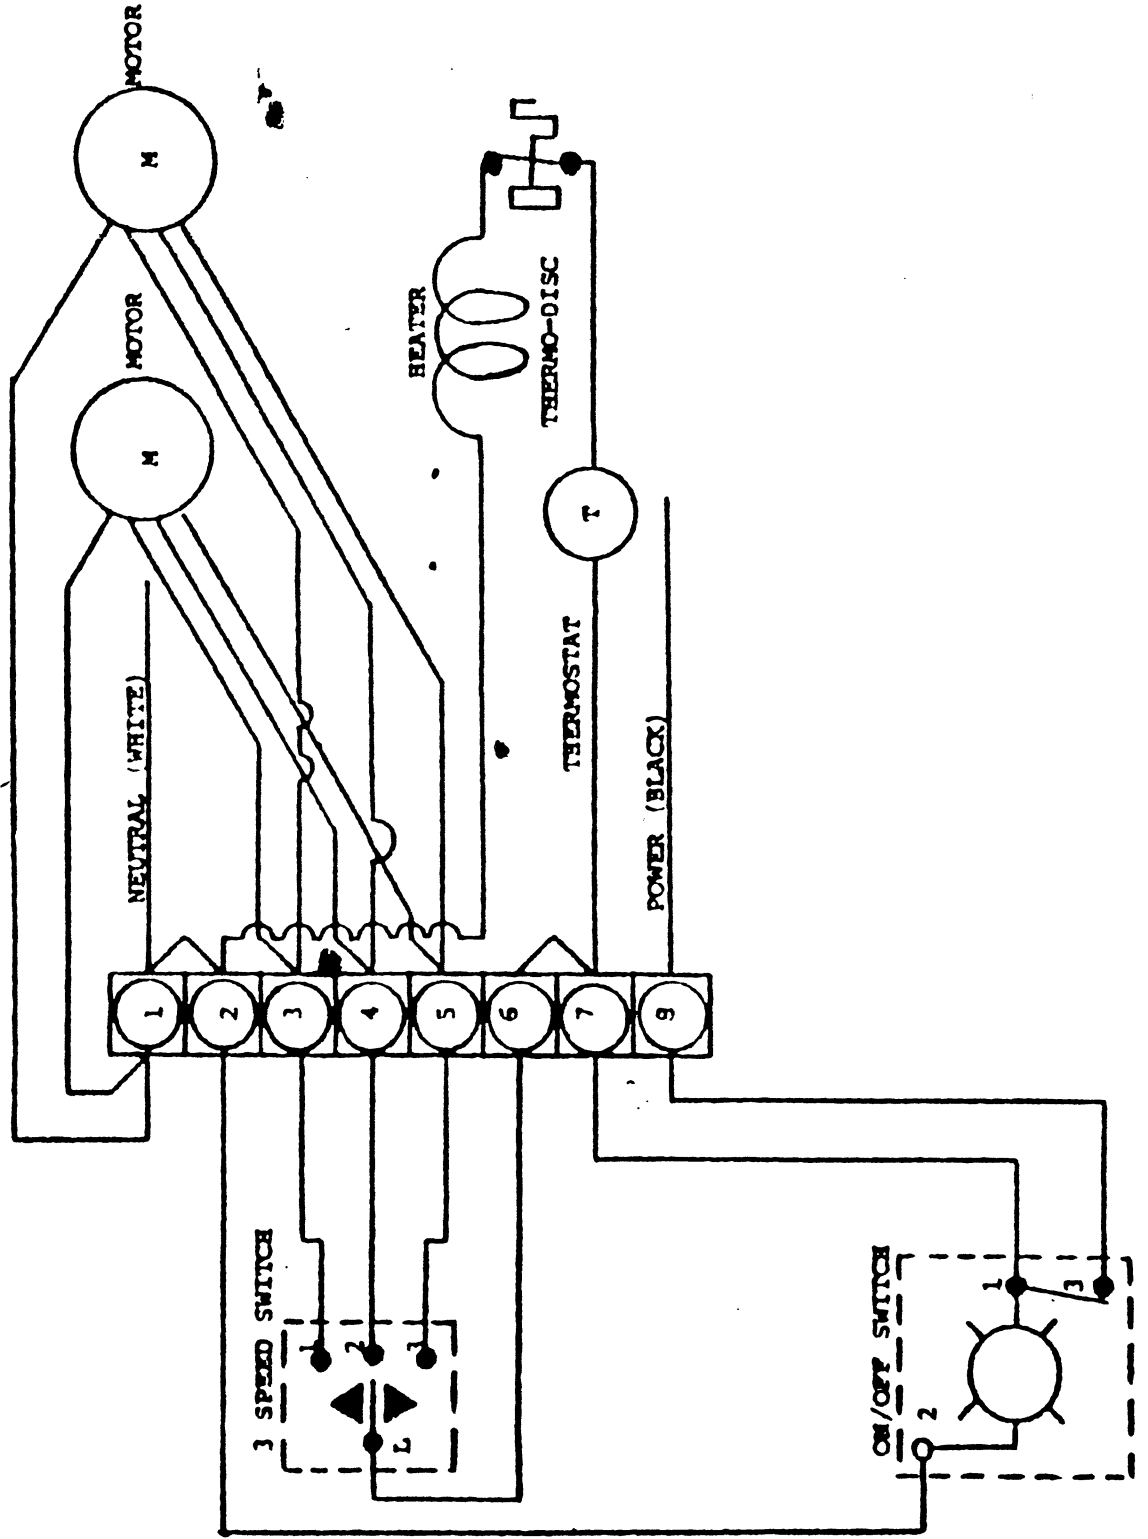 MOTOR
M
MOTOR
M
HEATER
THERMO-DISC
T
THERMOSTAT
NEUTRAL (WHITE)
POWER (BLACK)
1
2
3
4
5
6
7
8
3 SPEED SWITCH
1
2
3
L
ON/OFF SWITCH
1
3
2